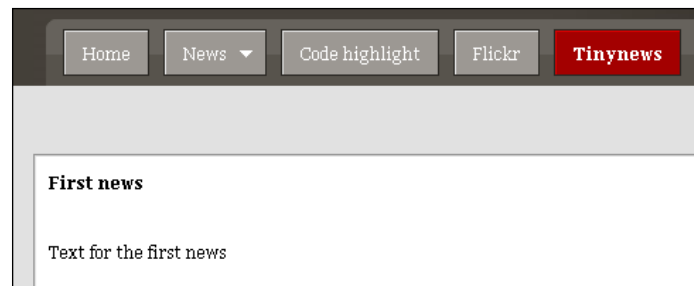 Home News Code highlight Flickr Tinynews
First news
Text for the first news